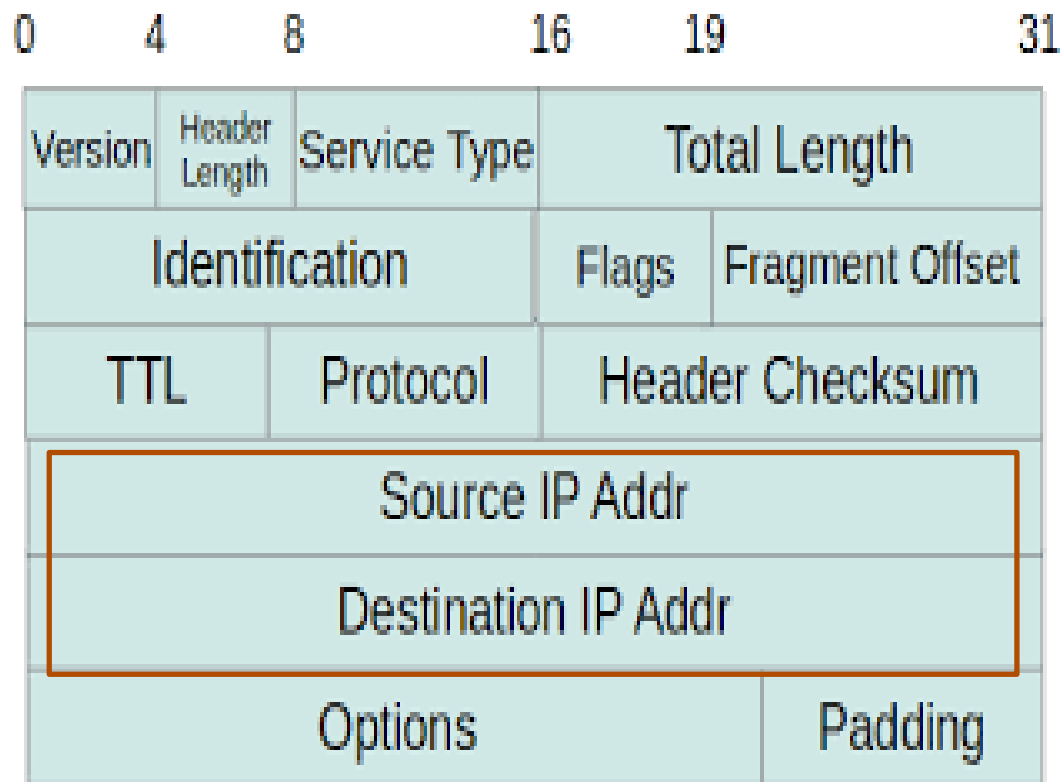 0 4 8 16 19 31
Version Header Length Service Type Total Length
Identification Flags Fragment Offset
TTL Protocol Header Checksum
Source IP Addr
Destination IP Addr
Options Padding